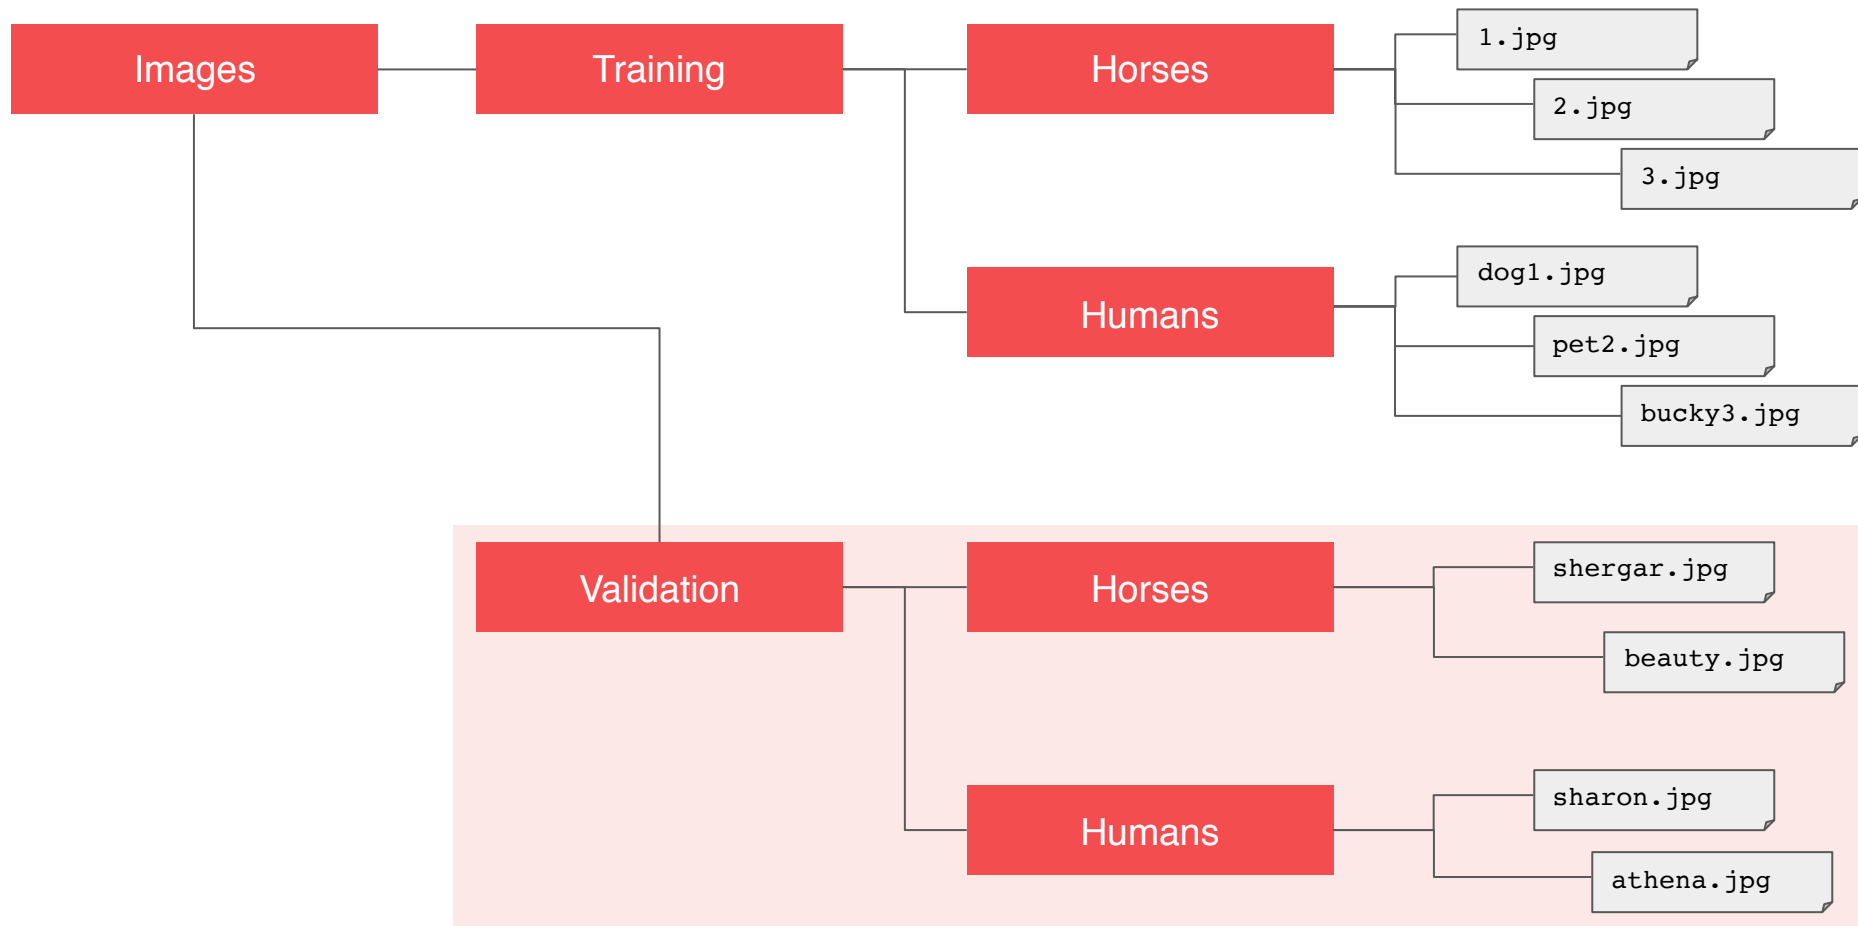 Images
Training
Horses
1.jpg
2.jpg
3.jpg
Humans
dog1.jpg
pet2.jpg
bucky3.jpg
Validation
Horses
shergar.jpg
beauty.jpg
Humans
sharon.jpg
athena.jpg